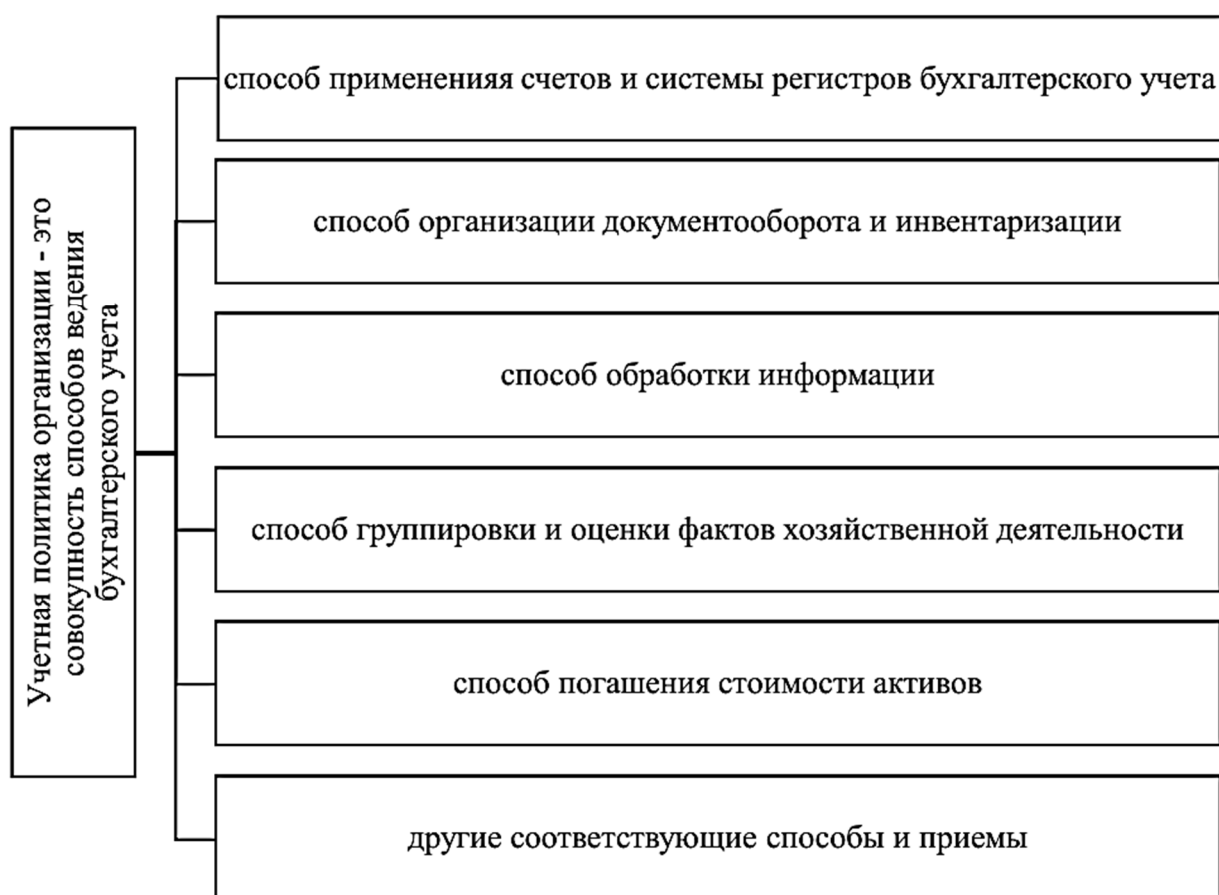 Учетная политика организации - это
совокупность способов ведения
бухгалтерского учета
способ применения​я счетов и системы регистров бухгалтерского учета
способ организации документооборота и инвентаризации
способ обработки информации
способ группировки и оценки фактов хозяйственной деятельности
способ погашения стоимости активов
другие соответствующие способы и приемы